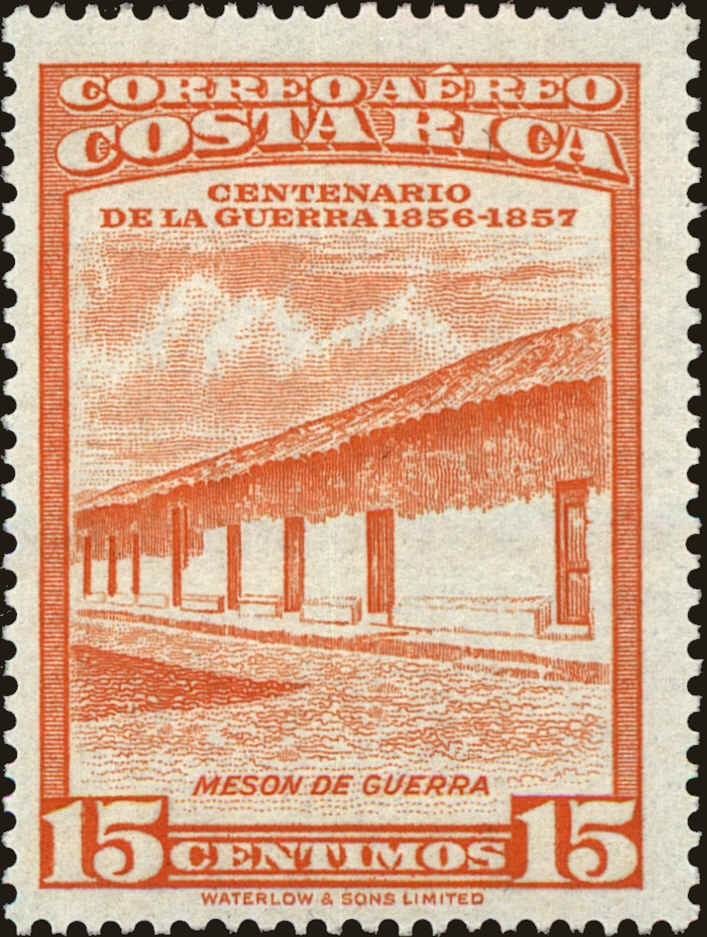 CORREO AÉREO
COSTA RICA
CENTENARIO
DE LA GUERRA 1856-1857
MESON DE GUERRA
15 CENTIMOS 15
WATERLOW & SONS LIMITED